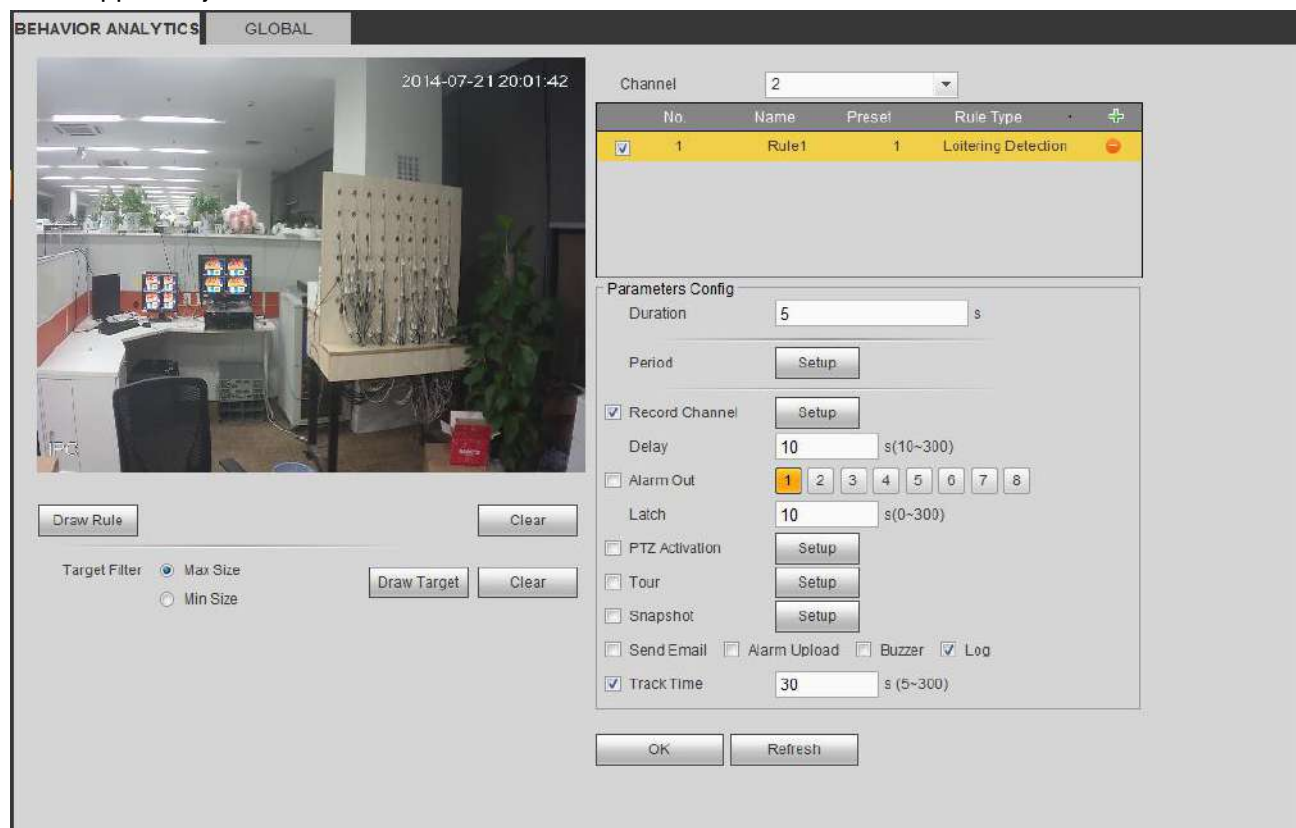 BEHAVIOR ANALYTICS GLOBAL
2014-07-21 20:01:42
IPC
Draw Rule Clear
Target Filter Max Size
Min Size
Draw Target Clear
Channel 2
No. Name Preset Rule Type
1 Rule1 1 Loitering Detection
Parameters Config
Duration 5 s
Period Setup
Record Channel Setup
Delay 10 s(10~300)
Alarm Out 1 2 3 4 5 6 7 8
Latch 10 s(0~300)
PTZ Activation Setup
Tour Setup
Snapshot Setup
Send Email Alarm Upload Buzzer Log
Track Time 30 s (5~300)
OK Refresh